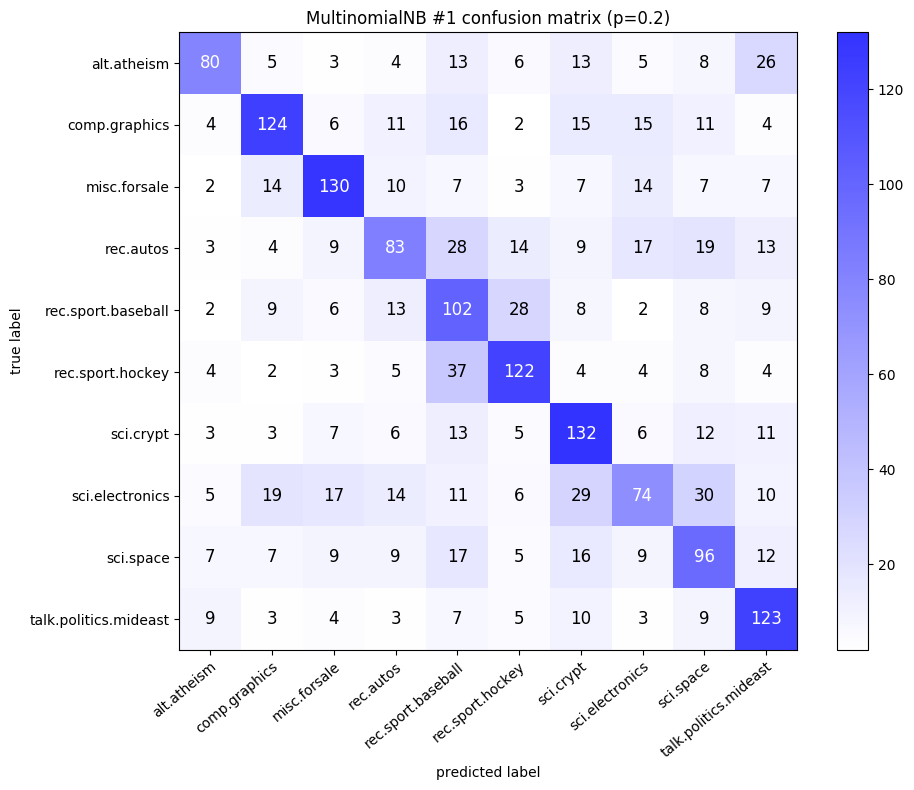 MultinomialNB #1 confusion matrix (p=0.2)
true label
alt.atheism 80 5 3 4 13 6 13 5 8 26
comp.graphics 4 124 6 11 16 2 15 15 11 4
misc.forsale 2 14 130 10 7 3 7 14 7 7
rec.autos 3 4 9 83 28 14 9 17 19 13
rec.sport.baseball 2 9 6 13 102 28 8 2 8 9
rec.sport.hockey 4 2 3 5 37 122 4 4 8 4
sci.crypt 3 3 7 6 13 5 132 6 12 11
sci.electronics 5 19 17 14 11 6 29 74 30 10
sci.space 7 7 9 9 17 5 16 9 96 12
talk.politics.mideast 9 3 4 3 7 5 10 3 9 123
alt.atheism comp.graphics misc.forsale rec.autos rec.sport.baseball rec.sport.hockey sci.crypt sci.electronics sci.space talk.politics.mideast
predicted label
120
100
80
60
40
20